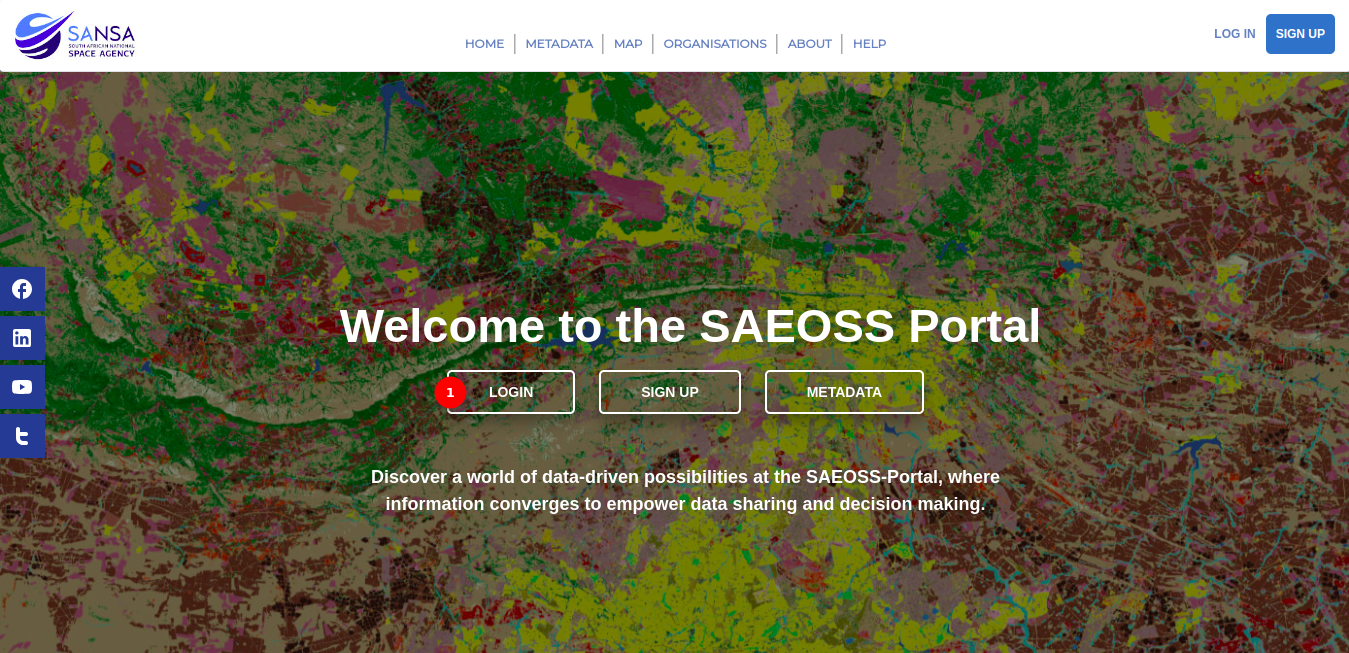 SANSA
SOUTH AFRICAN NATIONAL
SPACE AGENCY
HOME
METADATA
MAP
ORGANISATIONS
ABOUT
HELP
LOG IN
SIGN UP
Welcome to the SAEOSS Portal
1
LOGIN
SIGN UP
METADATA
Discover a world of data-driven possibilities at the SAEOSS-Portal, where
information converges to empower data sharing and decision making.